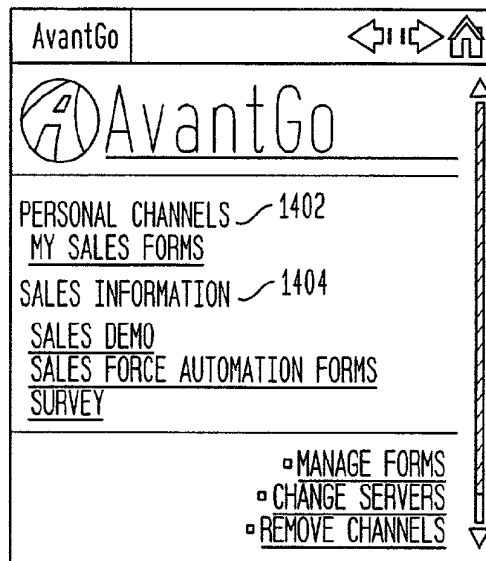 AvantGo
AvantGo
PERSONAL CHANNELS 1402
MY SALES FORMS
SALES INFORMATION 1404
SALES DEMO
SALES FORCE AUTOMATION FORMS
SURVEY
MANAGE FORMS
CHANGE SERVERS
REMOVE CHANNELS